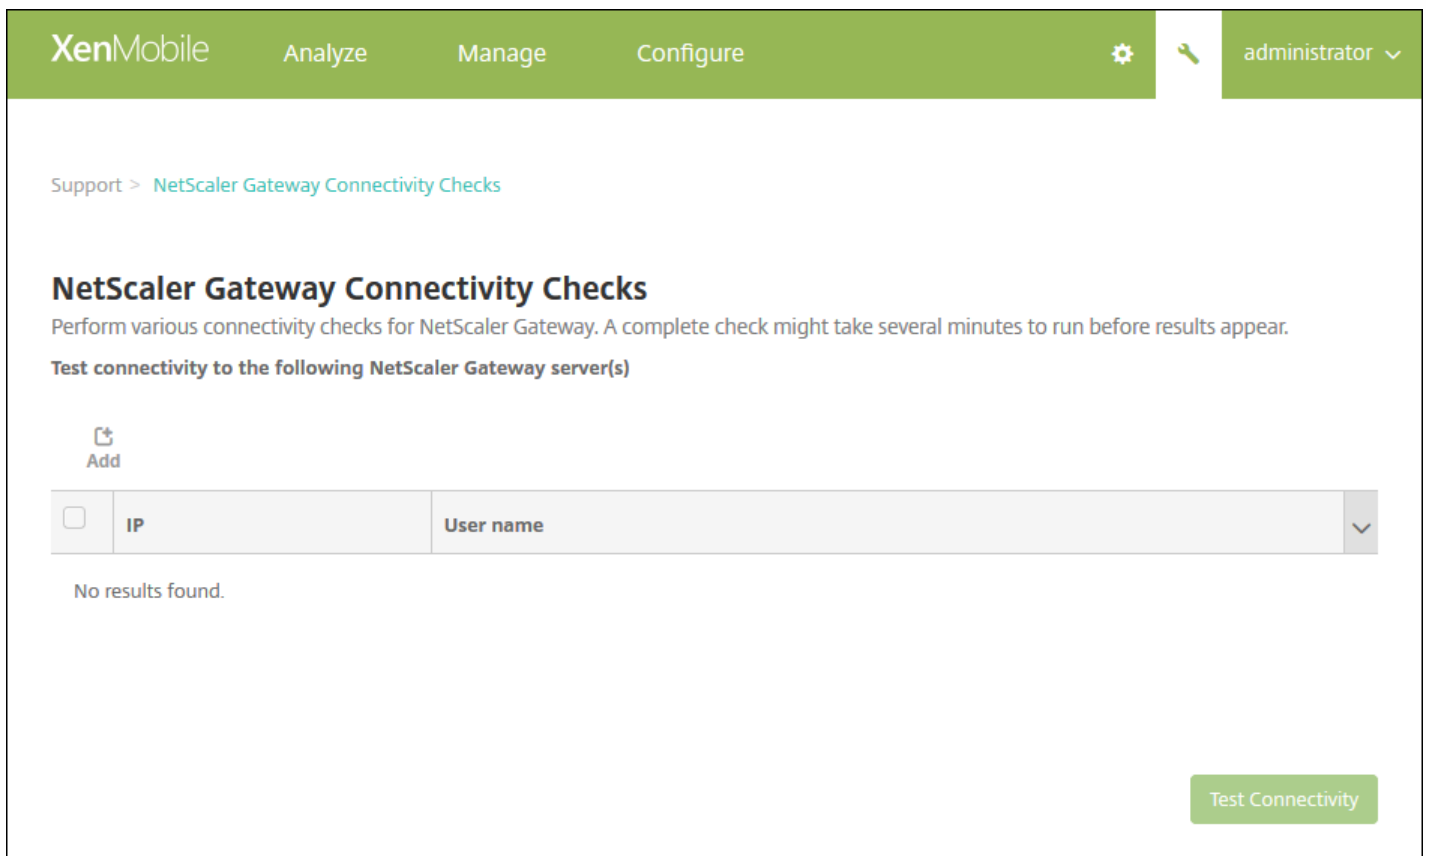 XenMobile Analyze Manage Configure administrator
Support > NetScaler Gateway Connectivity Checks
NetScaler Gateway Connectivity Checks
Perform various connectivity checks for NetScaler Gateway. A complete check might take several minutes to run before results appear.
Test connectivity to the following NetScaler Gateway server(s)
Add
IP User name
No results found.
Test Connectivity